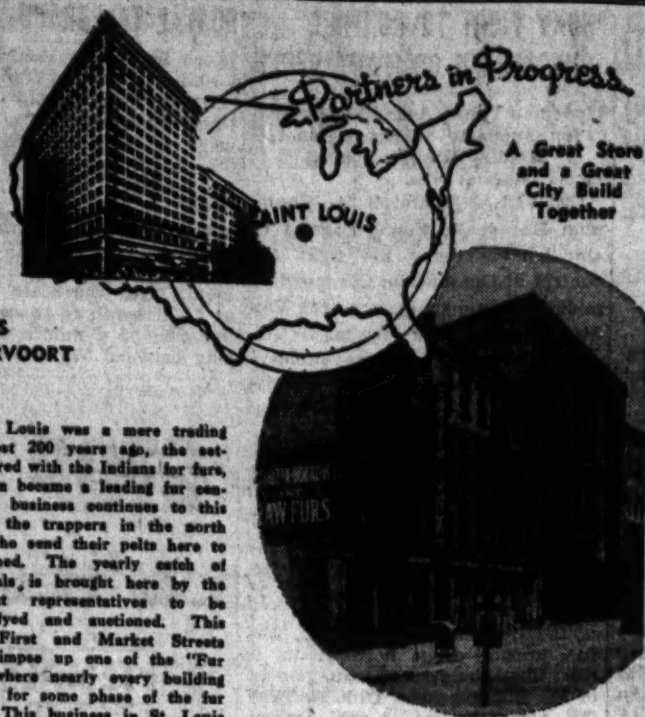 Partners in Progress
A Great Store
and a Great
City Build
Together
SAINT LOUIS
S
RVOORT
Louis was a mere trading
st 200 years ago, the set-
red with the Indians for furs,
n became a leading fur cen-
business continues to this
the trappers in the north
ho send their pelts here to
ned. The yearly catch of
als, is brought here by the
t representatives to be
lyed and auctioned. This
First and Market Streets
limpse up one of the "Fur
where nearly every building
for some phase of the fur
This business in St. Louis
AW FURS